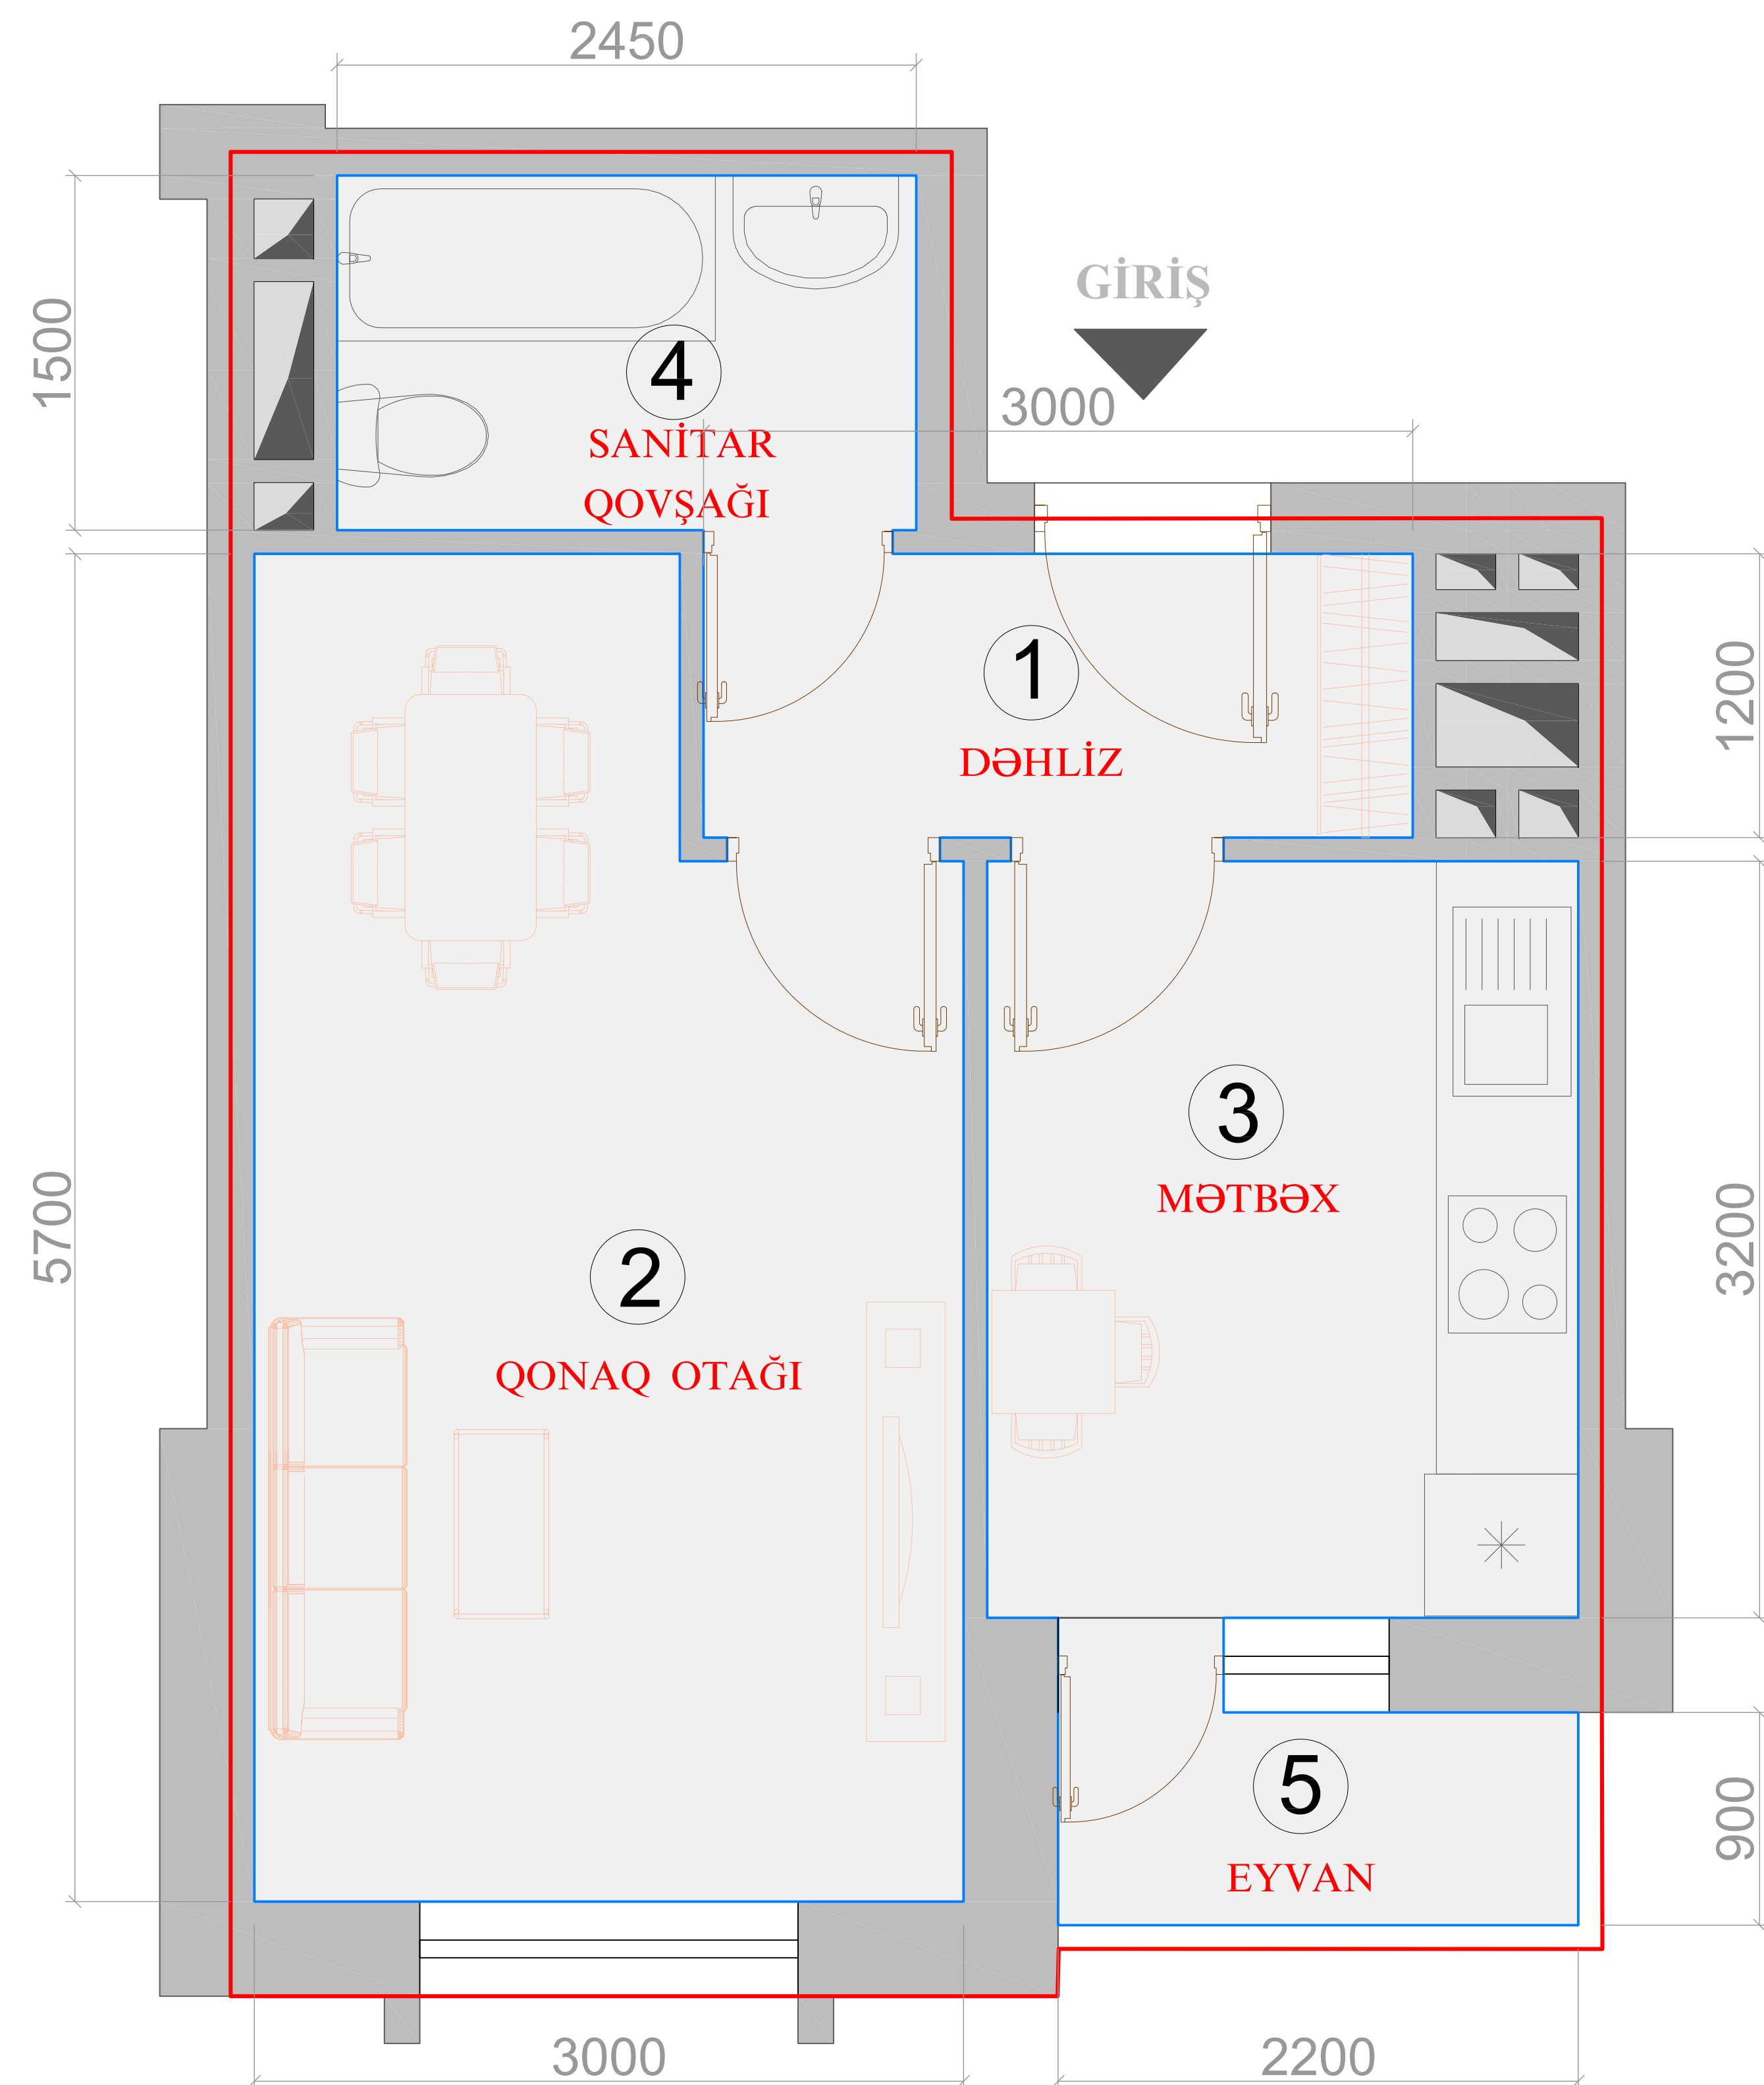 2450
GİRİŞ
1500
4
3000
SANİTAR
QOVŞAĞI
1
1200
DƏHLİZ
3
5700
3200
MƏTBƏX
2
QONAQ OTAĞI
5
900
EYVAN
3000
2200